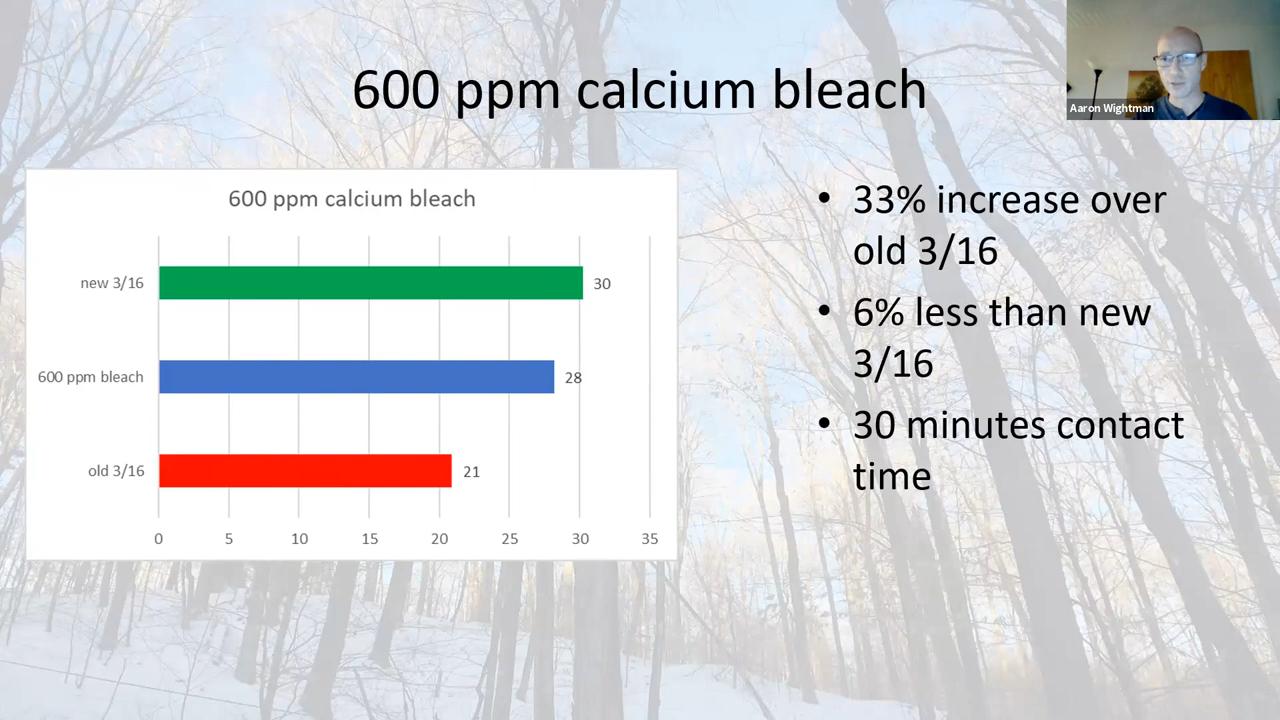 600 ppm calcium bleach
Aaron Wightman
600 ppm calcium bleach
new 3/16
30
600 ppm bleach
28
old 3/16
21
0 5 10 15 20 25 30 35
• 33% increase over
old 3/16
• 6% less than new
3/16
• 30 minutes contact
time